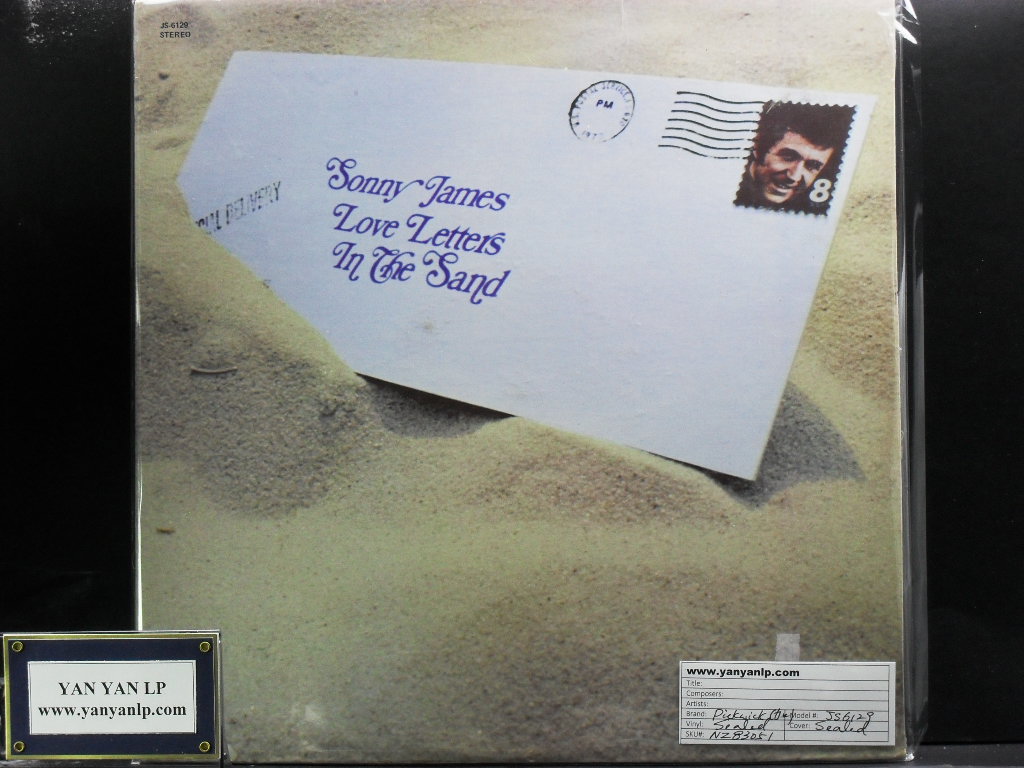 JS-6129
STEREO
PM
8
DELIVERY
Sonny James
Love Letters
In The Sand
YAN YAN LP
www.yanyanlp.com
www.yanyanlp.com
Title:
Composers:
Artists:
Brand: Pickwick Model #: JS6129
Vinyl: Sealed Cover: Sealed
SKU#: NZ83051